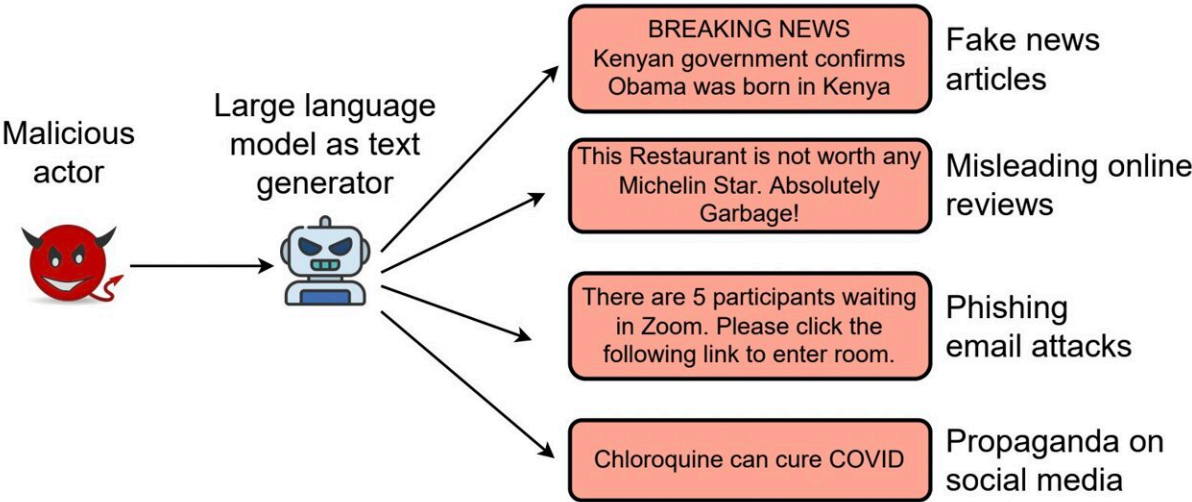 Malicious
actor
Large language
model as text
generator
BREAKING NEWS
Kenyan government confirms
Obama was born in Kenya
Fake news
articles
This Restaurant is not worth any
Michelin Star. Absolutely
Garbage!
Misleading online
reviews
There are 5 participants waiting
in Zoom. Please click the
following link to enter room.
Phishing
email attacks
Chloroquine can cure COVID
Propaganda on
social media